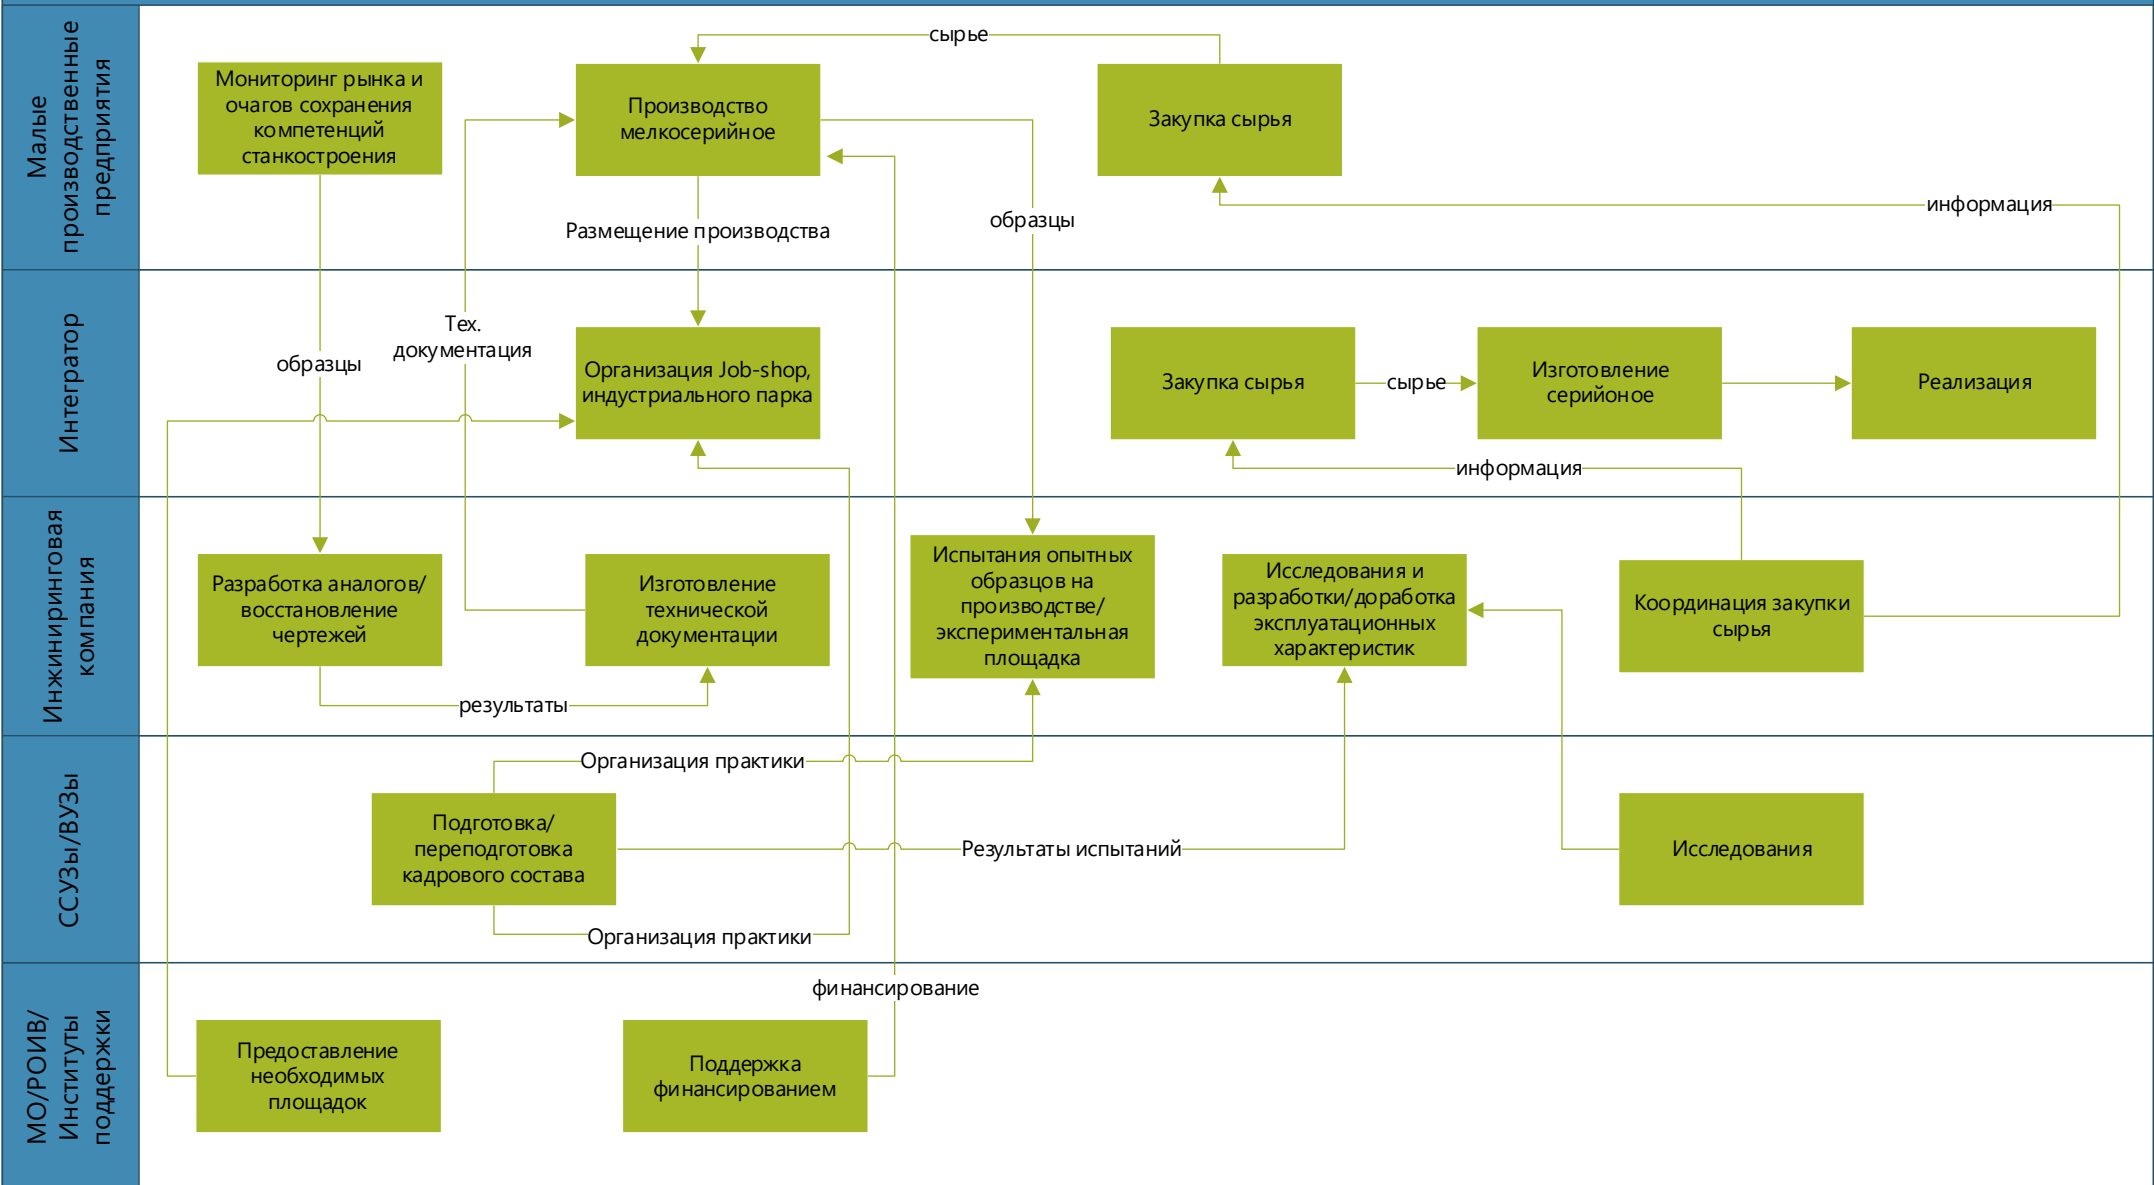 Малые
производственные
предприятия
Мониторинг рынка и
очагов сохранения
компетенций
станкостроения
Производство
мелкосерийное
сырье
Закупка сырья
Размещение производства
образцы
информация
Интегратор
образцы
Тех.
документация
Организация Job-shop,
индустриального парка
Закупка сырья
сырье
Изготовление
серийоное
Реализация
информация
Инжиниринговая
компания
Разработка аналогов/
восстановление
чертежей
Изготовление
технической
документации
результаты
Испытания опытных
образцов на
производстве/
экспериментальная
площадка
Исследования и
разработки/доработка
эксплуатационных
характеристик
Координация закупки
сырья
ССУЗы/ВУЗы
Организация практики
Подготовка/
переподготовка
кадрового состава
Результаты испытаний
Исследования
Организация практики
МО/РОИВ/
Институты
поддержки
финансирование
Предоставление
необходимых
площадок
Поддержка
финансированием